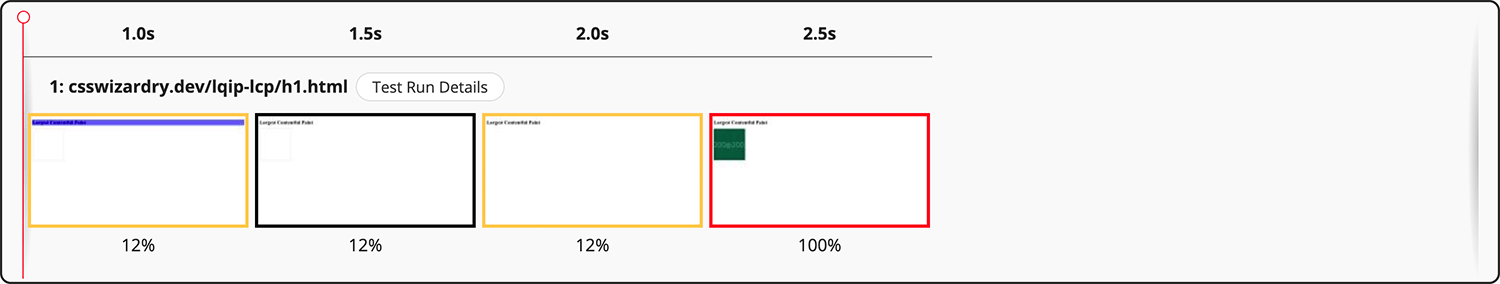 1.0s 1.5s 2.0s 2.5s
1: csswizardry.dev/lqip-lcp/h1.html Test Run Details
Largest Contentful Paint Largest Contentful Paint Largest Contentful Paint Largest Contentful Paint
200x200
12% 12% 12% 100%